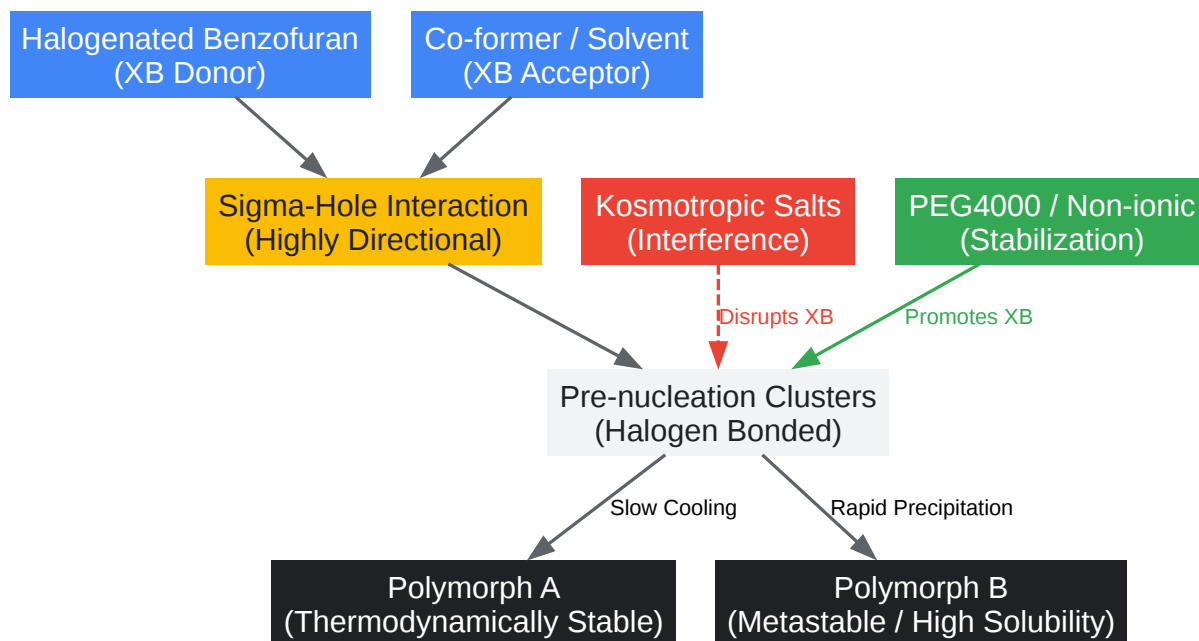 Halogenated Benzofuran
(XB Donor)
Co-former / Solvent
(XB Acceptor)
Sigma-Hole Interaction
(Highly Directional)
Kosmotropic Salts
(Interference)
PEG4000 / Non-ionic
(Stabilization)
Disrupts XB
Promotes XB
Pre-nucleation Clusters
(Halogen Bonded)
Slow Cooling
Rapid Precipitation
Polymorph A
(Thermodynamically Stable)
Polymorph B
(Metastable / High Solubility)